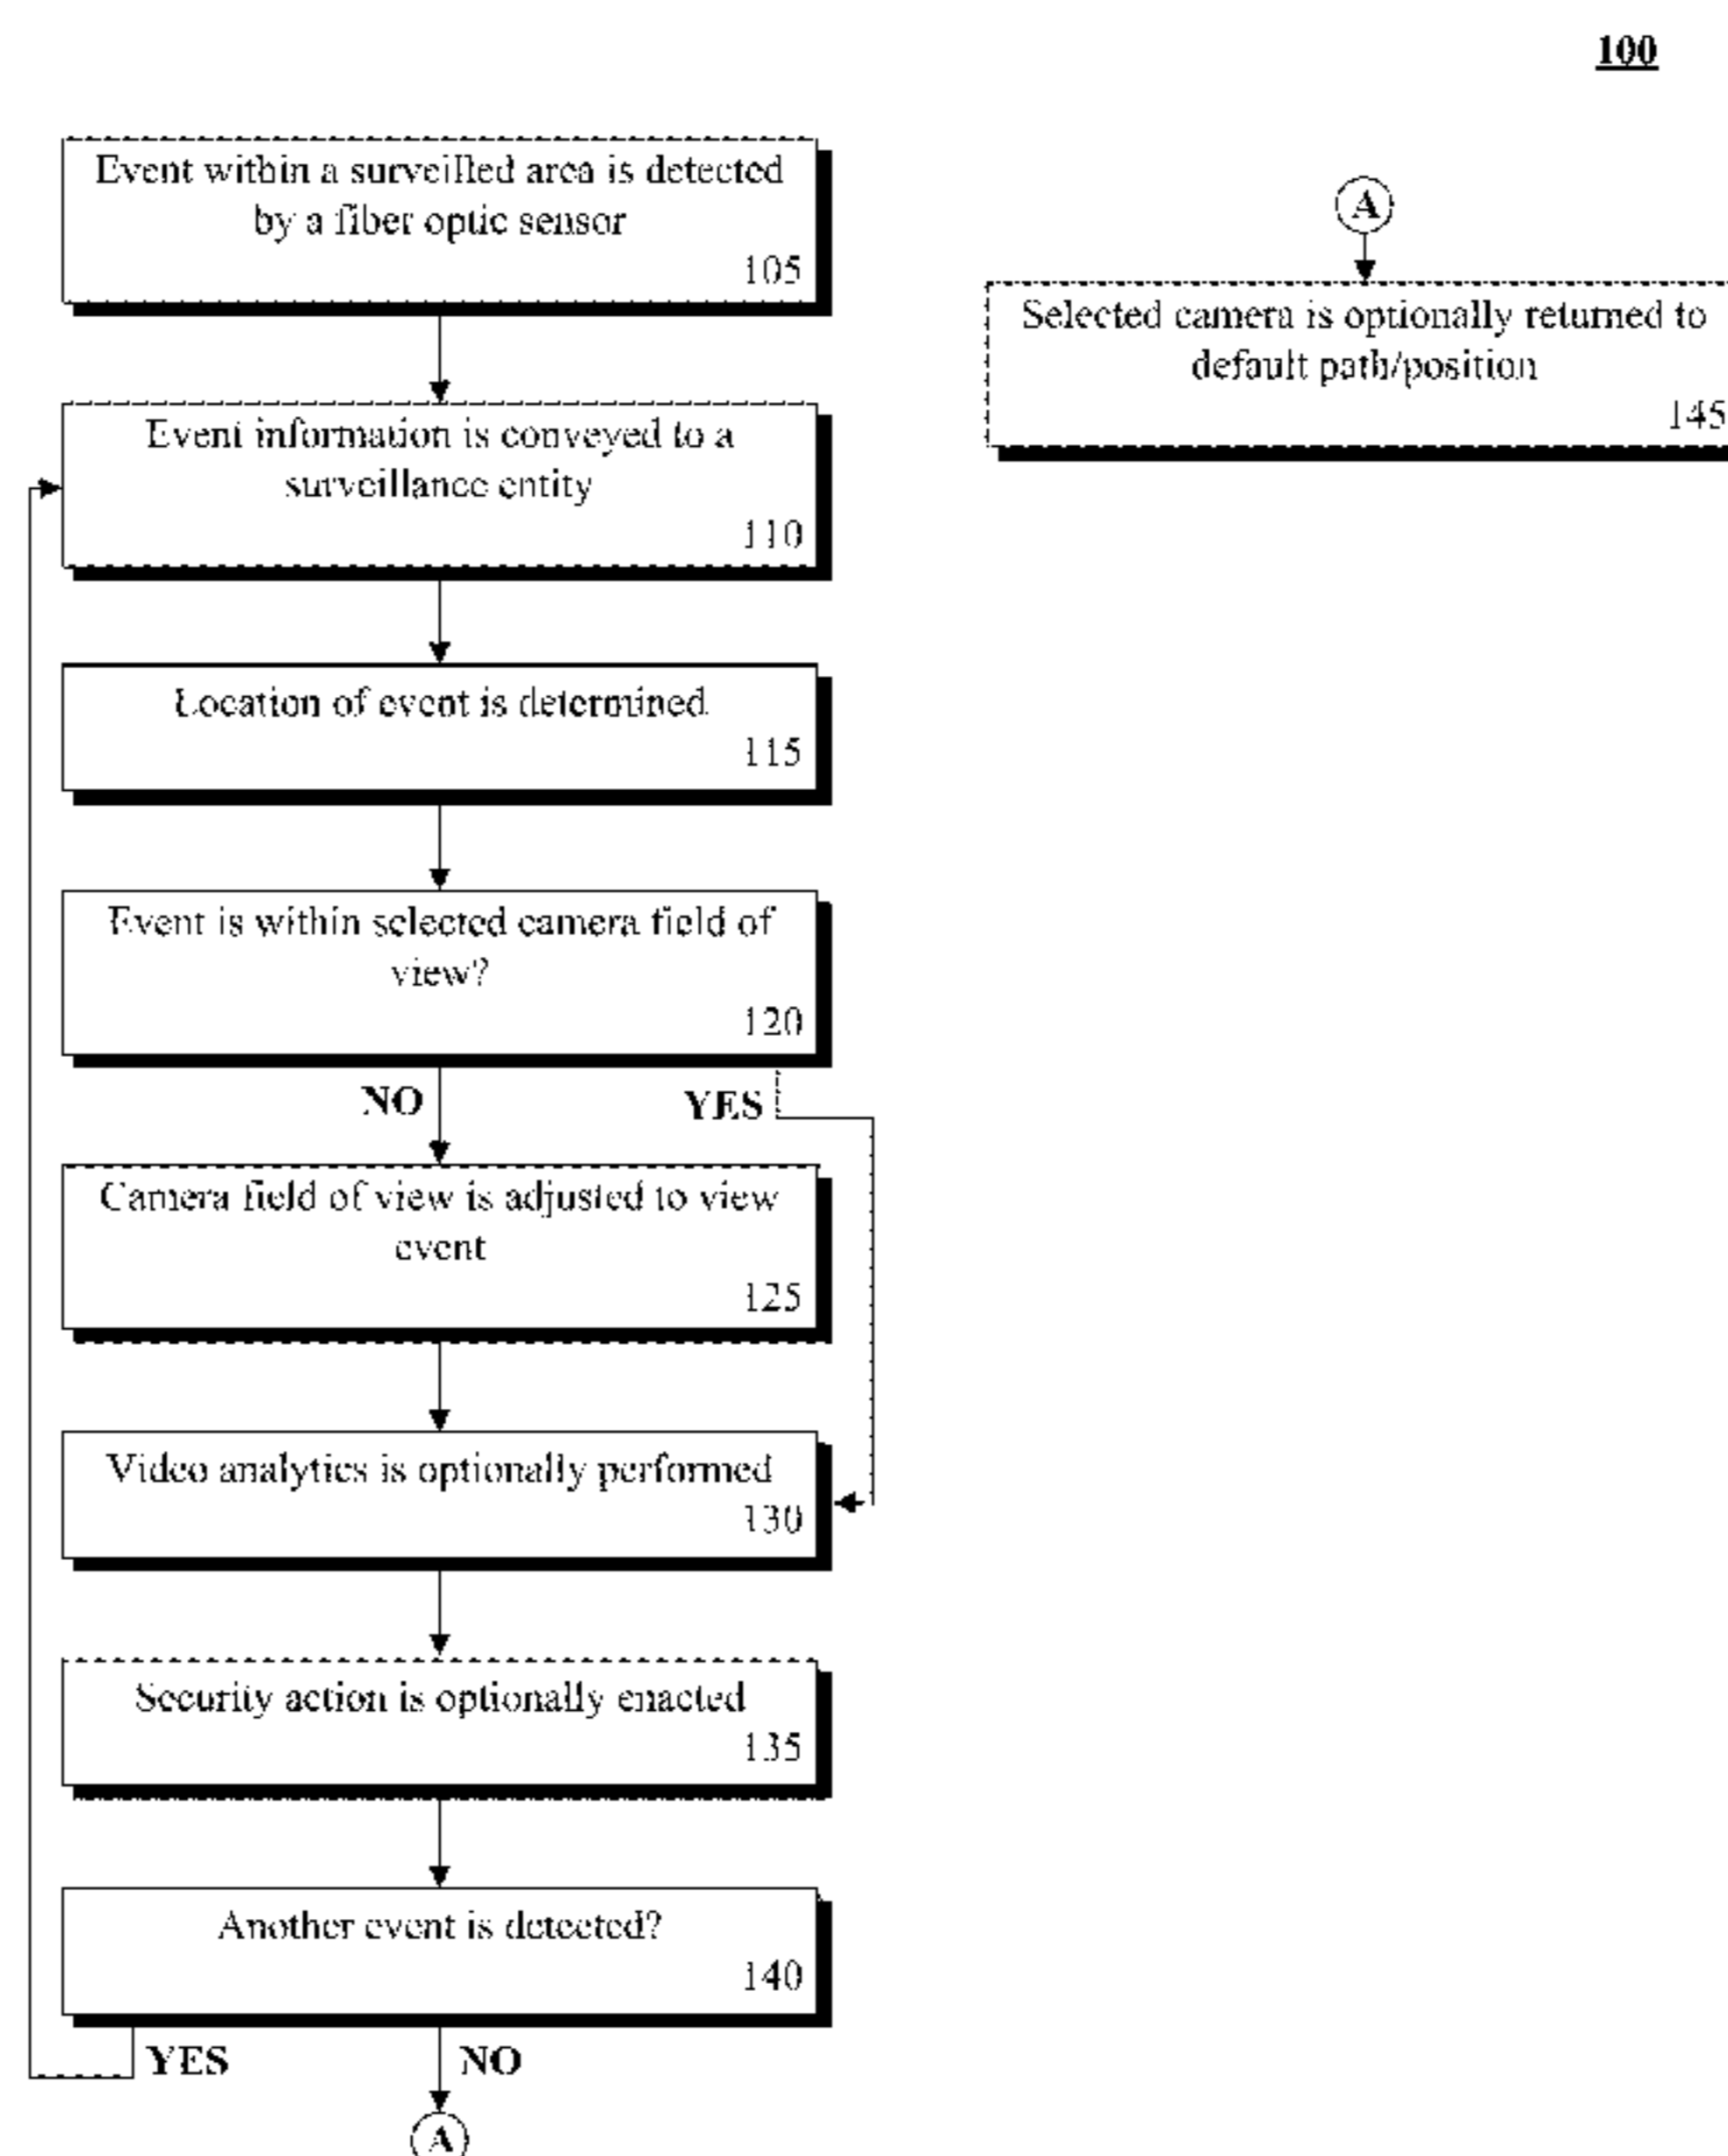 100
Event within a surveilled area is detected
by a fiber optic sensor
105
Event information is conveyed to a
surveillance entity
110
Location of event is determined
115
Event is within selected camera field of
view?
120
NO
YES
Camera field of view is adjusted to view
event
125
Video analytics is optionally performed
130
Security action is optionally enacted
135
Another event is detected?
140
YES
NO
A
A
Selected camera is optionally returned to
default path/position
145